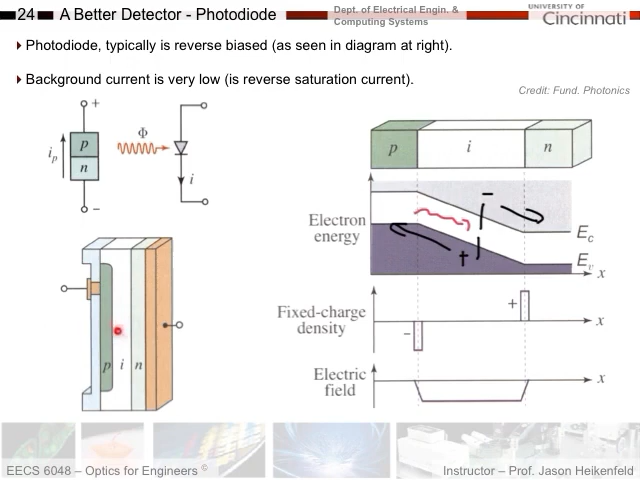 24
A Better Detector - Photodiode
Dept. of Electrical Engin. &
Computing Systems
UNIVERSITY OF
Cincinnati
Photodiode, typically is reverse biased (as seen in diagram at right).
Background current is very low (is reverse saturation current).
Credit: Fund. Photonics
+
p
n
i_p
−
Φ
i
p i n
p i n
Electron
energy
E_c
E_v
x
−
+
Fixed-charge
density
+
−
x
Electric
field
x
EECS 6048 – Optics for Engineers ©
Instructor – Prof. Jason Heikenfeld